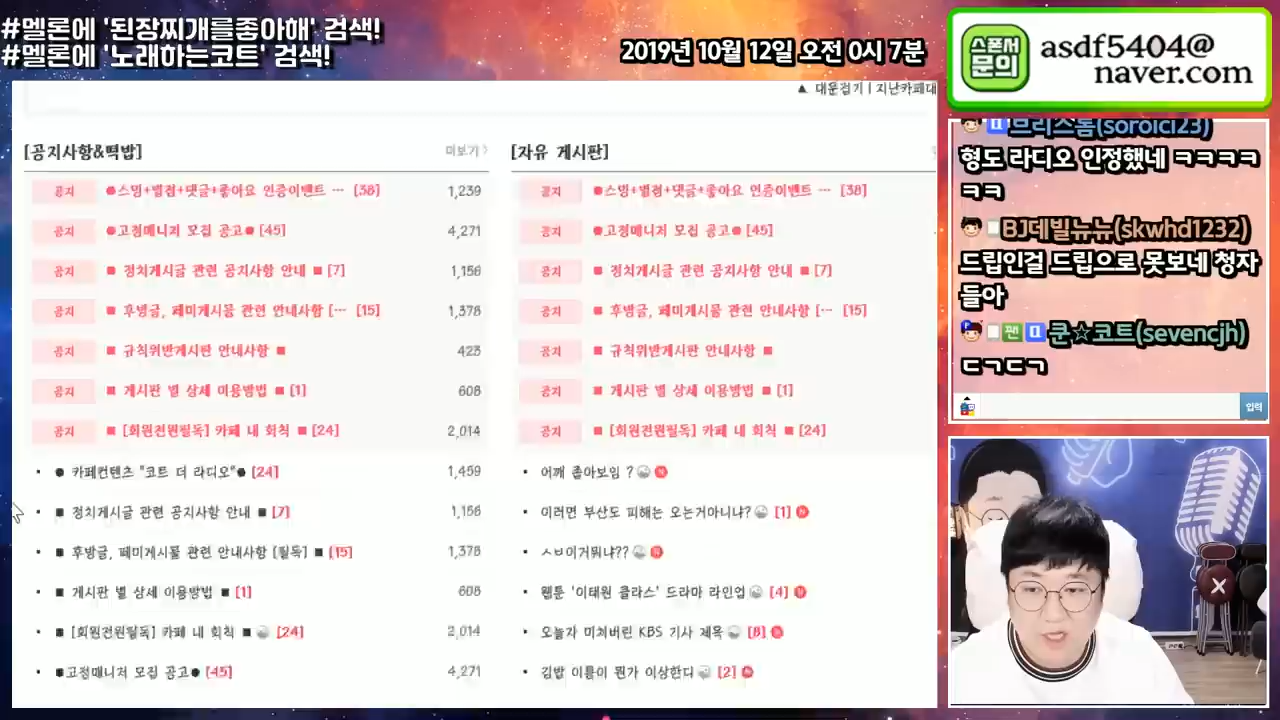 #멜론에 '된장찌개를좋아해' 검색!
#멜론에 '노래하는코트' 검색!
2019년 10월 12일 오전 0시 7분
스폰서
문의
asdf5404@
naver.com
▲ 대문접기 | 지난카페대
[공지사항&떡밥]
더보기
공지 ●스밍+별점+댓글+좋아요 인증이벤트 … [38] 1,239
공지 ●고정매니저 모집 공고● [45] 4,271
공지 ■ 정치게시글 관련 공지사항 안내 ■ [7] 1,156
공지 ■ 후방글, 페미게시물 관련 안내사항 [… [15] 1,378
공지 ■ 규칙위반게시판 안내사항 ■ 423
공지 ■ 게시판 별 상세 이용방법 ■ [1] 608
공지 ■ [회원전원필독] 카페 내 회칙 ■ [24] 2,014
• ● 카페컨텐츠 "코트 더 라디오"● [24] 1,459
• ■ 정치게시글 관련 공지사항 안내 ■ [7] 1,156
• ■ 후방글, 페미게시물 관련 안내사항 [필독] ■ [15] 1,378
• ■ 게시판 별 상세 이용방법 ■ [1] 608
• ■ [회원전원필독] 카페 내 회칙 ■ [24] 2,014
• ■고정매니저 모집 공고● [45] 4,271
[자유 게시판]
공지 ●스밍+별점+댓글+좋아요 인증이벤트 … [38]
공지 ●고정매니저 모집 공고● [45]
공지 ■ 정치게시글 관련 공지사항 안내 ■ [7]
공지 ■ 후방글, 페미게시물 관련 안내사항 [… [15]
공지 ■ 규칙위반게시판 안내사항 ■
공지 ■ 게시판 별 상세 이용방법 ■ [1]
공지 ■ [회원전원필독] 카페 내 회칙 ■ [24]
• 어깨 좁아보임 ?
• 이러면 부산도 피해는 오는거아니냐? [1]
• ㅅㅂ이거뭐냐??
• 웹툰 '이태원 클라스' 드라마 라인업 [4]
• 오늘자 미쳐버린 KBS 기사 제목 [8]
• 김밥 이름이 뭔가 이상한디 [2]
브리스톰(soroici23)
형도 라디오 인정했네 ㅋㅋㅋㅋ
ㅋㅋ
BJ데빌뉴뉴(skwhd1232)
드립인걸 드립으로 못보네 청자
들아
팬 쿤☆코트(sevencjh)
ㄷㄱㄷㄱ
입력